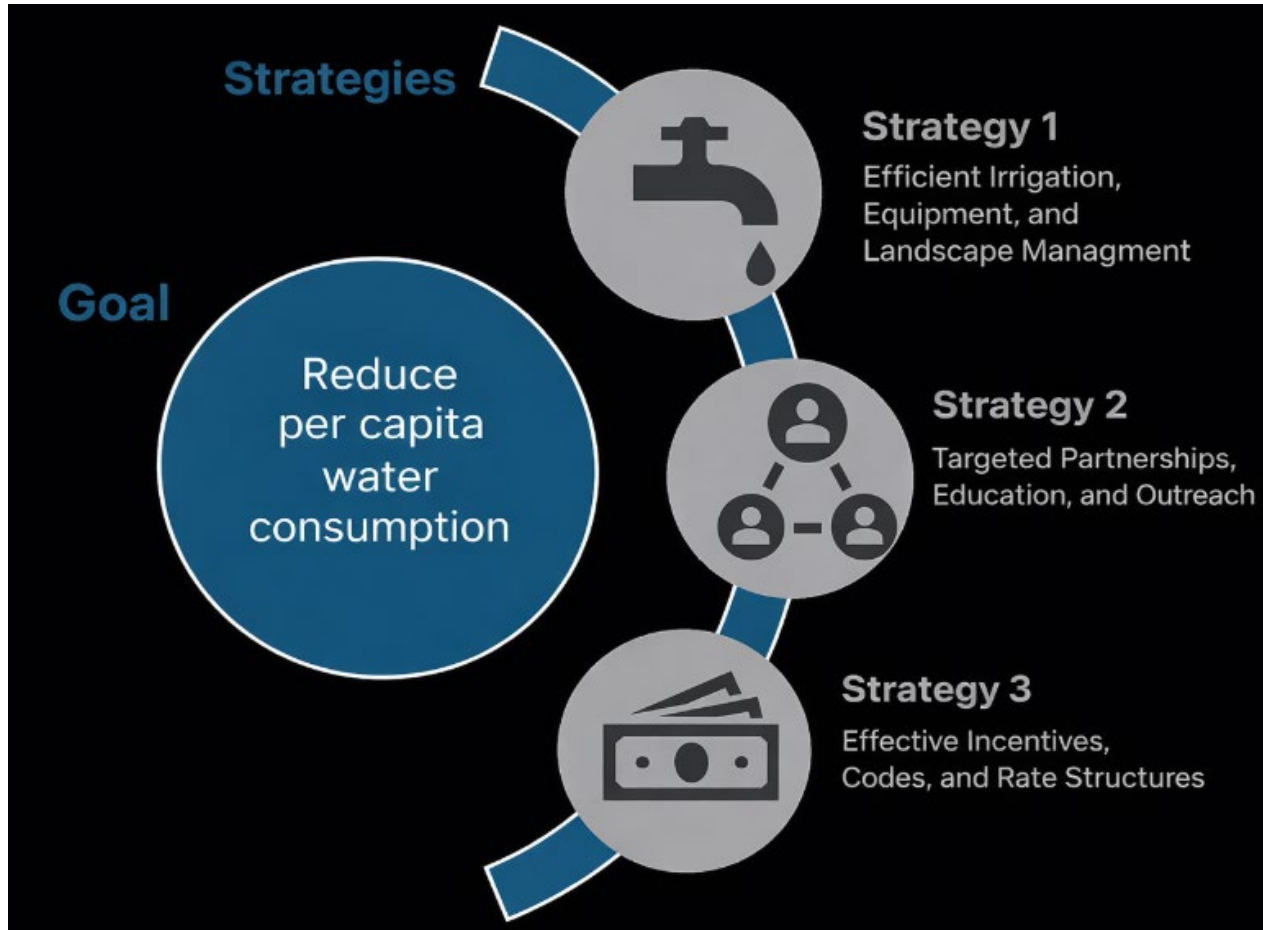 Strategies
Goal
Reduce
per capita
water
consumption
Strategy 1
Efficient Irrigation,
Equipment, and
Landscape Managment
Strategy 2
Targeted Partnerships,
Education, and Outreach
Strategy 3
Effective Incentives,
Codes, and Rate Structures